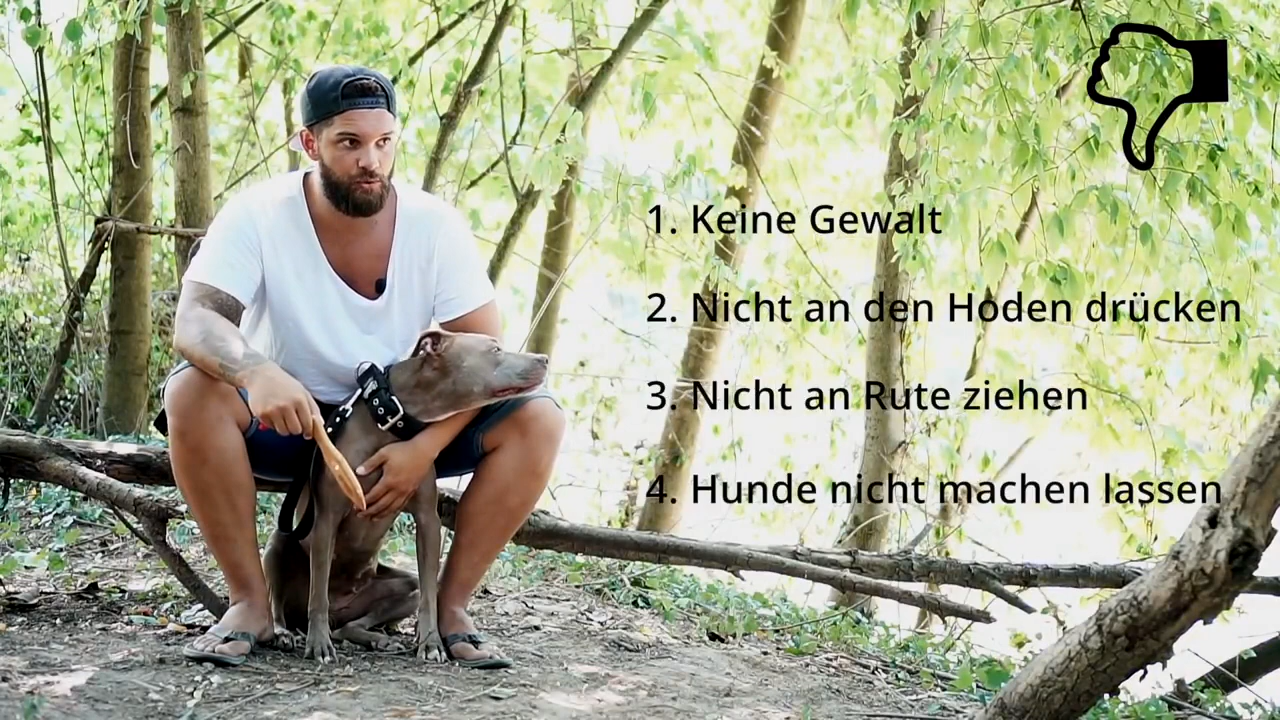 1. Keine Gewalt
2. Nicht an den Hoden drücken
3. Nicht an Rute ziehen
4. Hunde nicht machen lassen